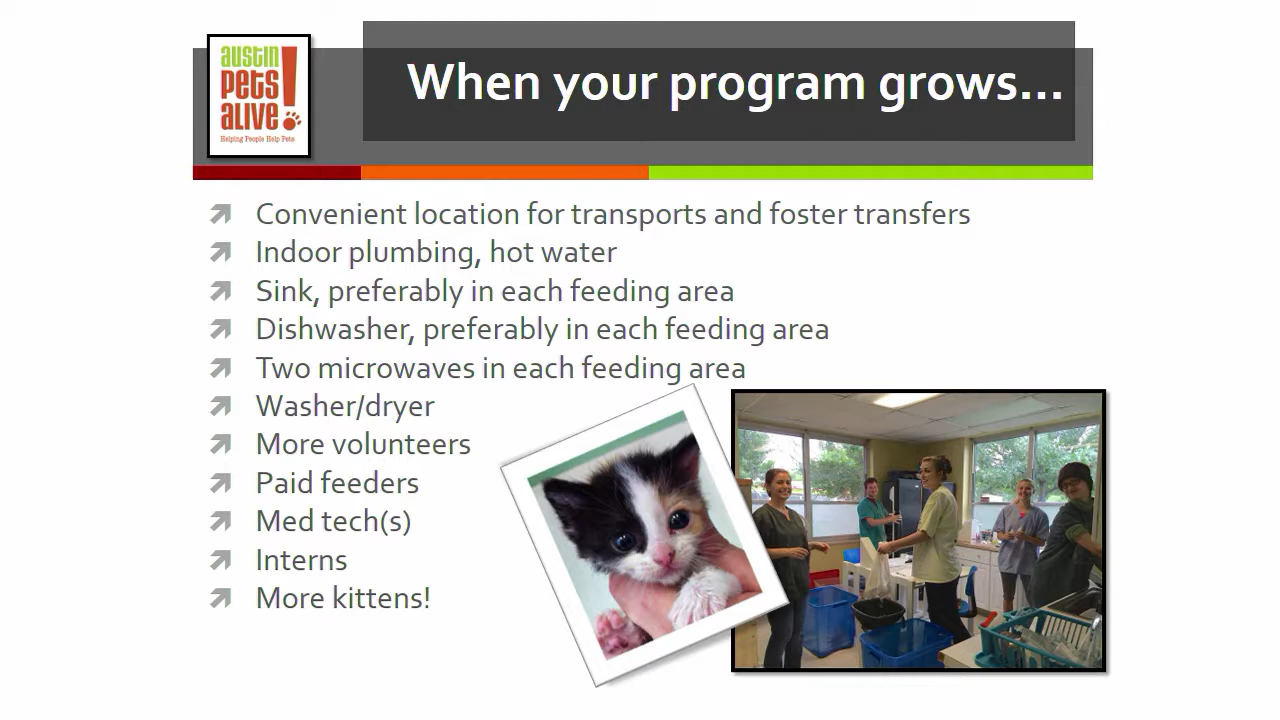 austin
PETS
ALIVE!
Helping People Help Pets
When your program grows…
Convenient location for transports and foster transfers
Indoor plumbing, hot water
Sink, preferably in each feeding area
Dishwasher, preferably in each feeding area
Two microwaves in each feeding area
Washer/dryer
More volunteers
Paid feeders
Med tech(s)
Interns
More kittens!